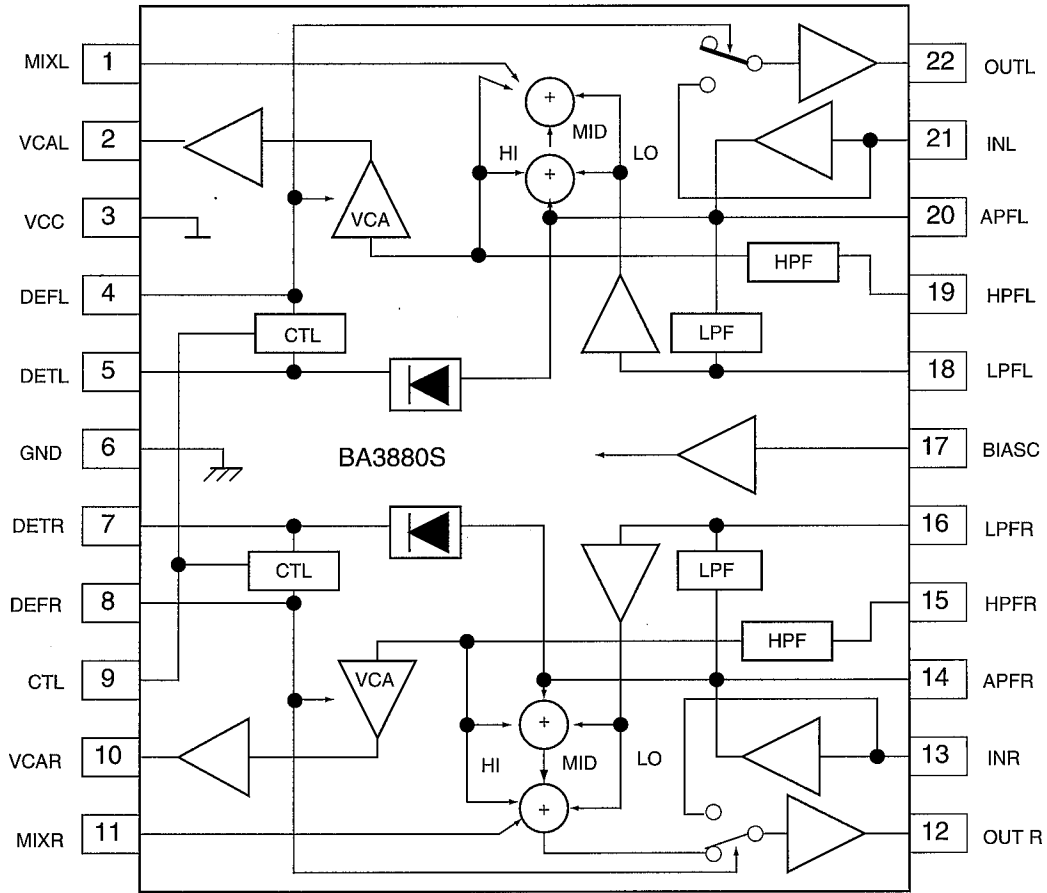 MIXL 1
VCAL 2
VCC 3
DEFL 4
DETL 5
GND 6
DETR 7
DEFR 8
CTL 9
VCAR 10
MIXR 11
22 OUTL
21 INL
20 APFL
19 HPFL
18 LPFL
17 BIASC
16 LPFR
15 HPFR
14 APFR
13 INR
12 OUT R
+
MID
HI
LO
+
VCA
HPF
CTL
LPF
BA3880S
CTL
LPF
HPF
VCA
+
HI
MID
LO
+